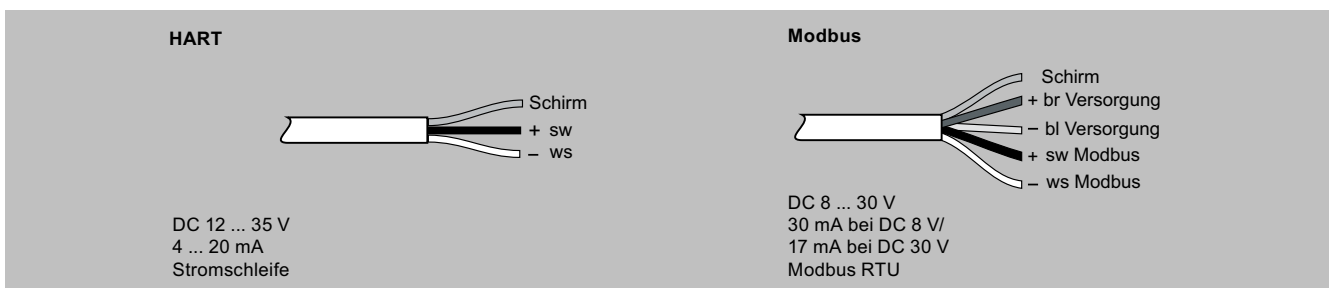 HART
Schirm
+ sw
– ws
DC 12 ... 35 V
4 ... 20 mA
Stromschleife
Modbus
Schirm
+ br Versorgung
– bl Versorgung
+ sw Modbus
– ws Modbus
DC 8 ... 30 V
30 mA bei DC 8 V/
17 mA bei DC 30 V
Modbus RTU